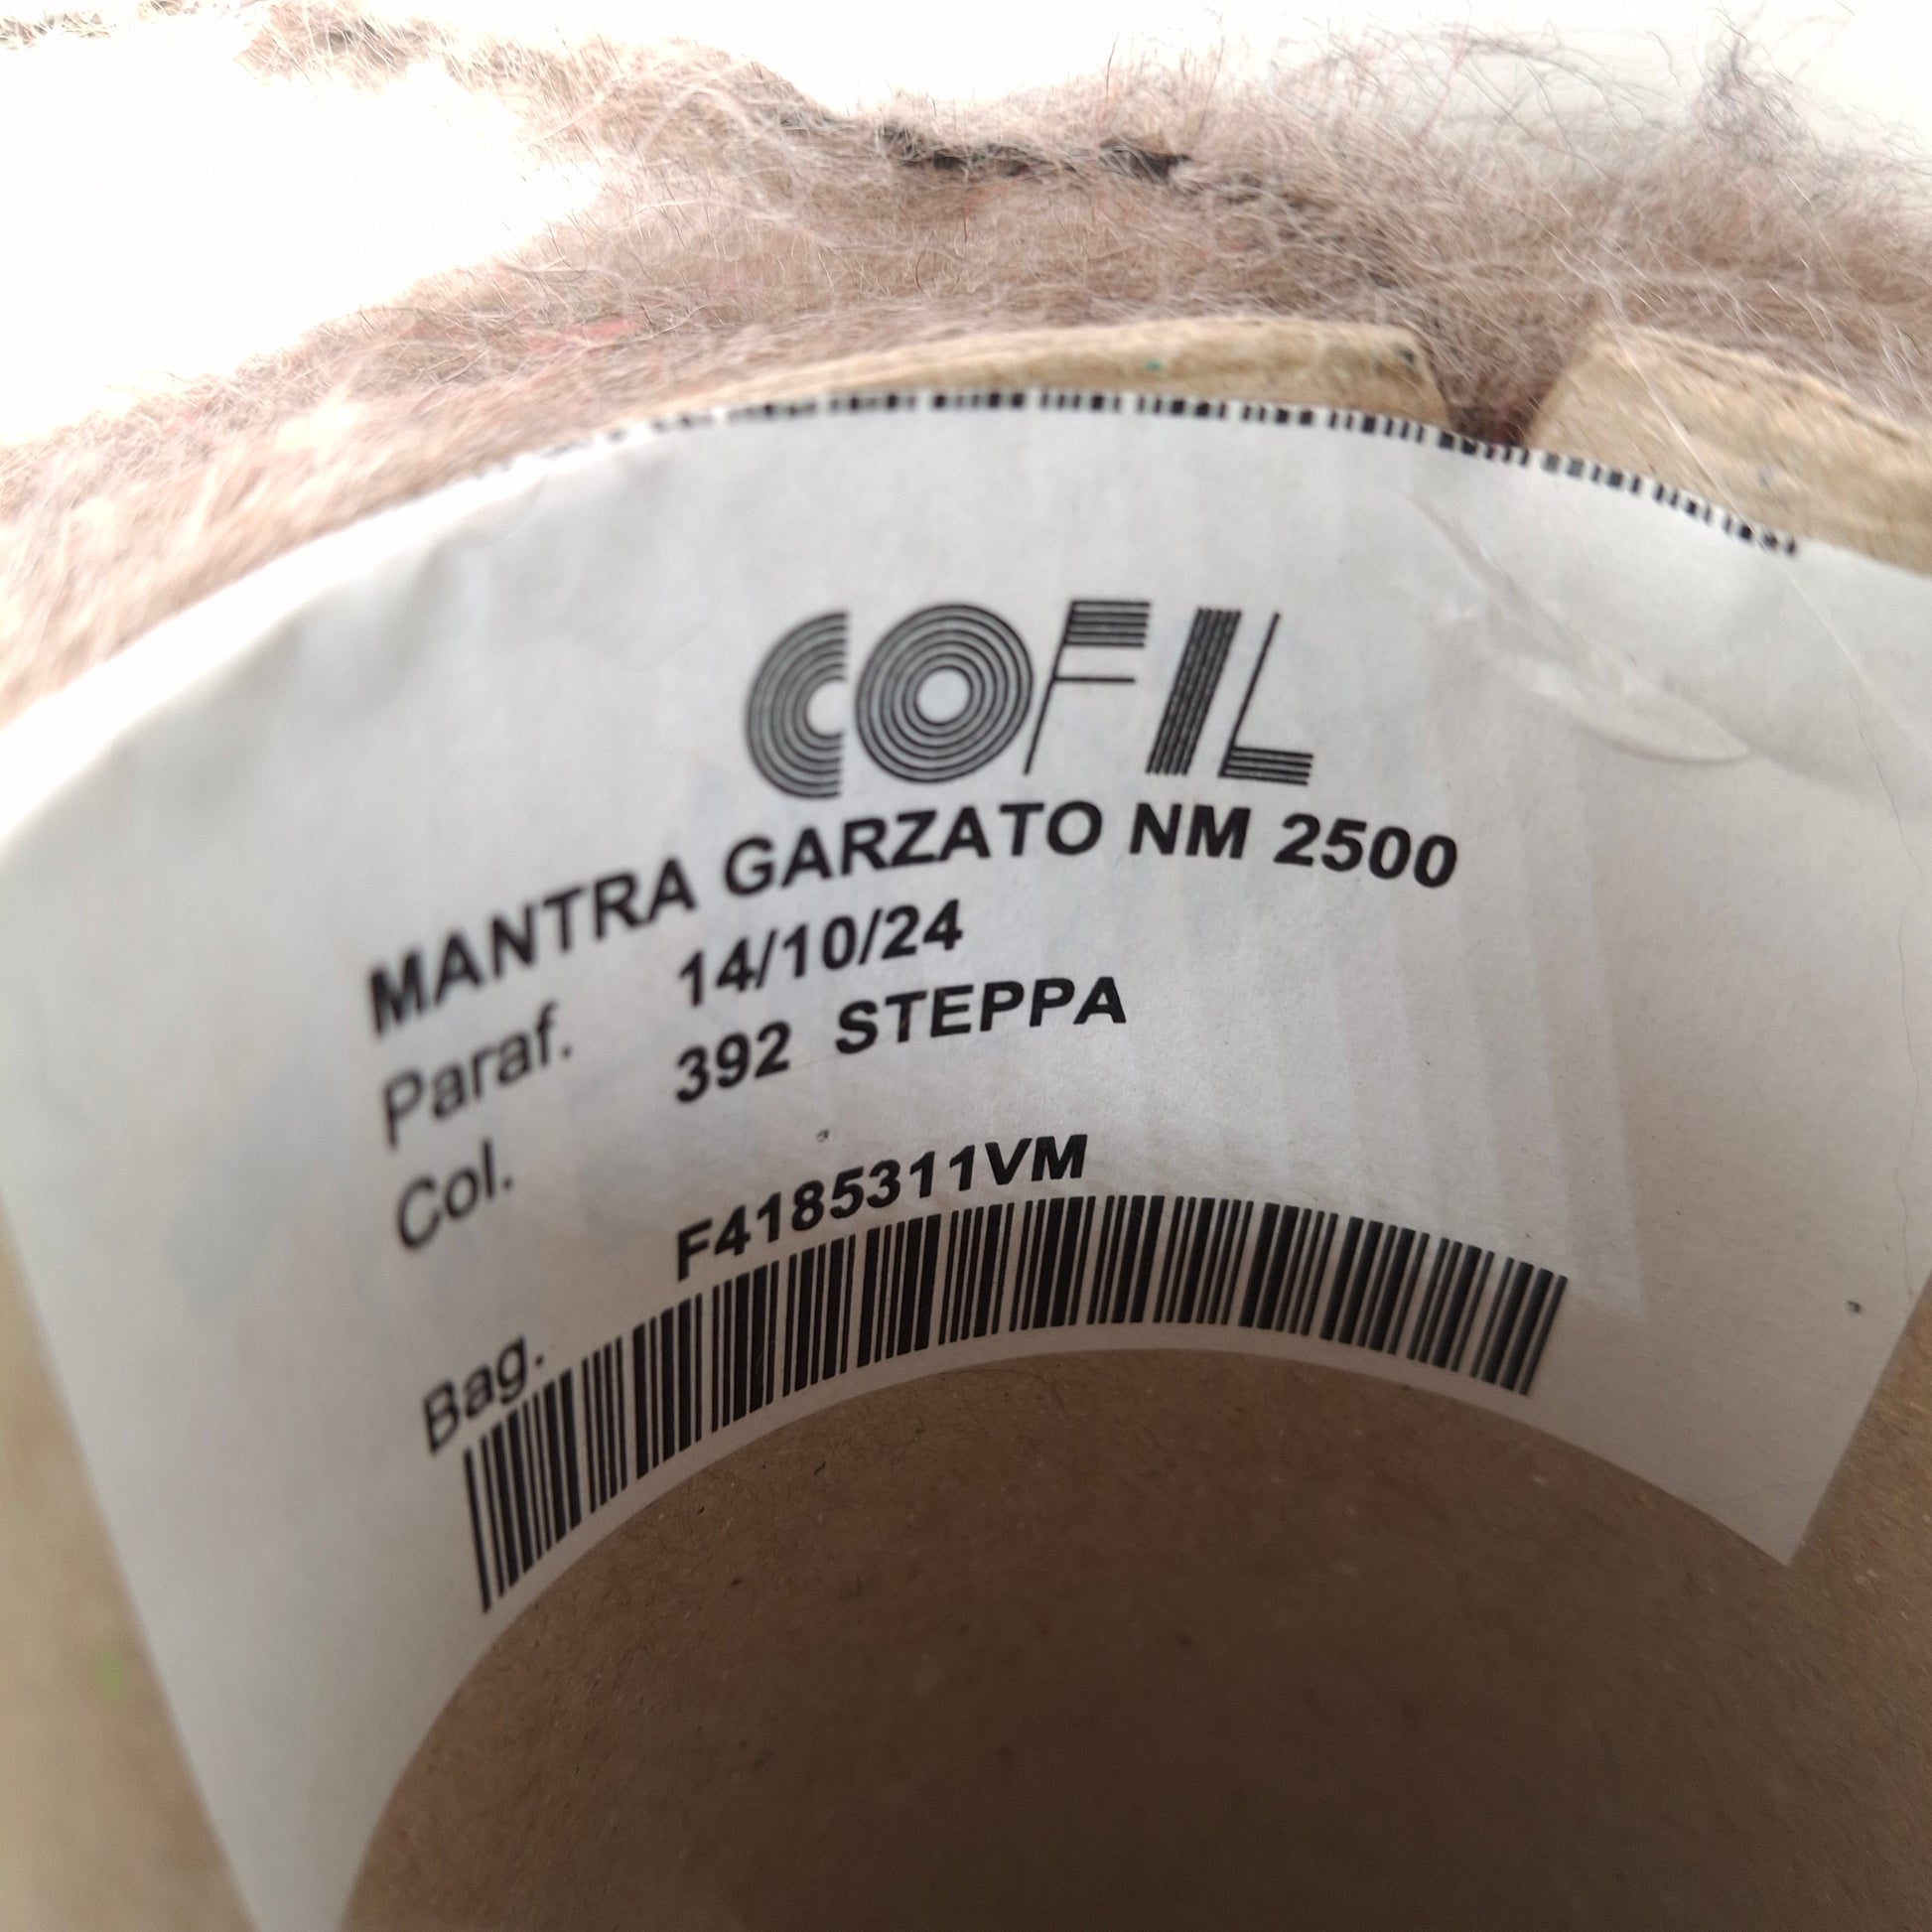 COFIL
MANTRA GARZATO NM 2500
Paraf. 14/10/24
Col. 392 STEPPA
Bag. F4185311VM